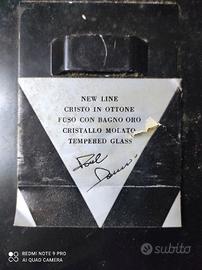 NEW LINE
CRISTO IN OTTONE
FUSO CON BAGNO ORO
CRISTALLO MOLATO
TEMPERED GLASS
REDMI NOTE 9 PRO
AI QUAD CAMERA
subito